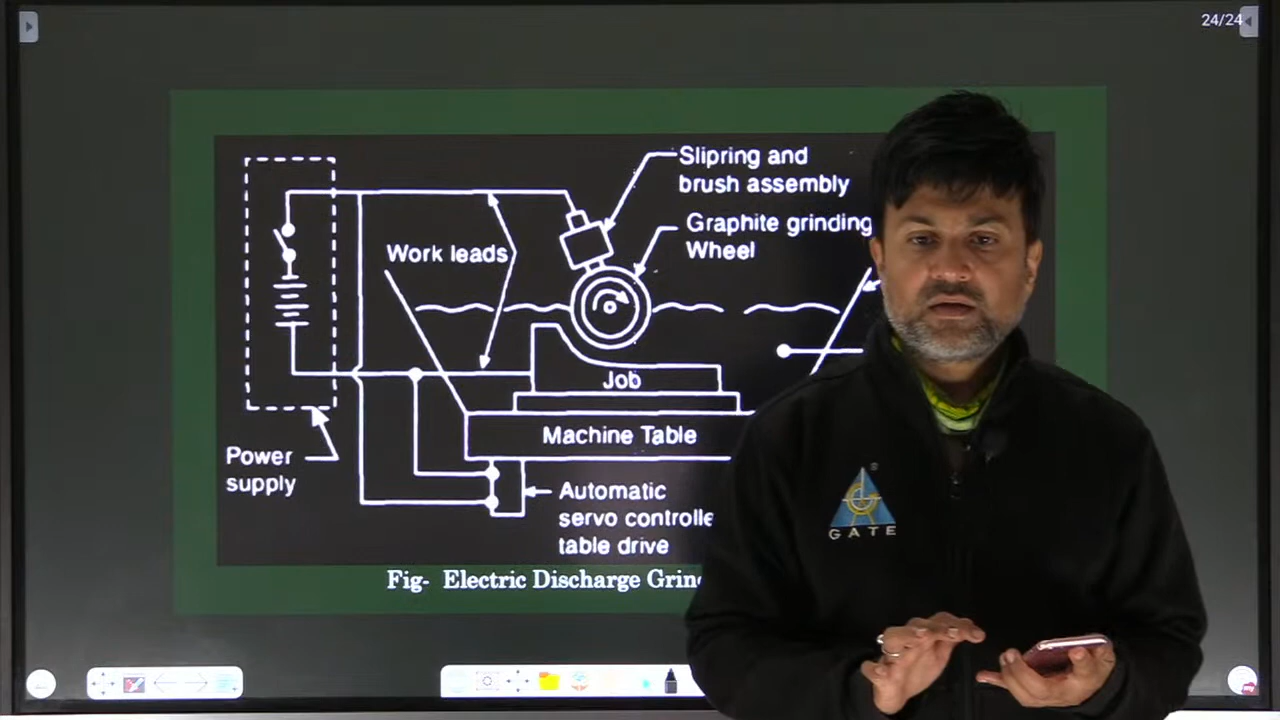 24/24
Slipring and
brush assembly
Graphite grinding
Wheel
Work leads
Job
Machine Table
Power
supply
Automatic
servo controlle
table drive
Fig- Electric Discharge Grin
GATE